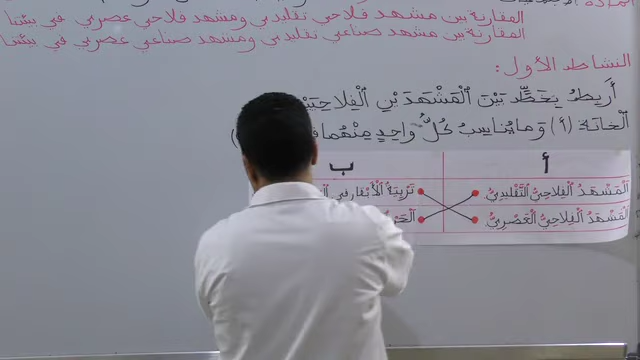 المقارنة بين مشهد فلاحي تقليدي ومشهد فلاحي عصري في بيئتنا
المقارنة بين مشهد صناعي تقليدي ومشهد صناعي عصري في بيئتنا
النشاط الأول :
أَرْبِطُ بِخَطٍّ بَيْنَ الْمَشْهَدَيْنِ الْفِلَاحِيَّيْنِ
الْخَانَةِ (أ) وَمَا يُنَاسِبُ كُلُّ وَاحِدٍ مِنْهُمَا
أ
ب
الْمَشْهَدُ الْفِلَاحِيُّ التَّقْلِيدِيُّ
تَرْبِيَةُ الْأَبْقَارِ فِي
الْمَشْهَدُ الْفِلَاحِيُّ الْعَصْرِيُّ